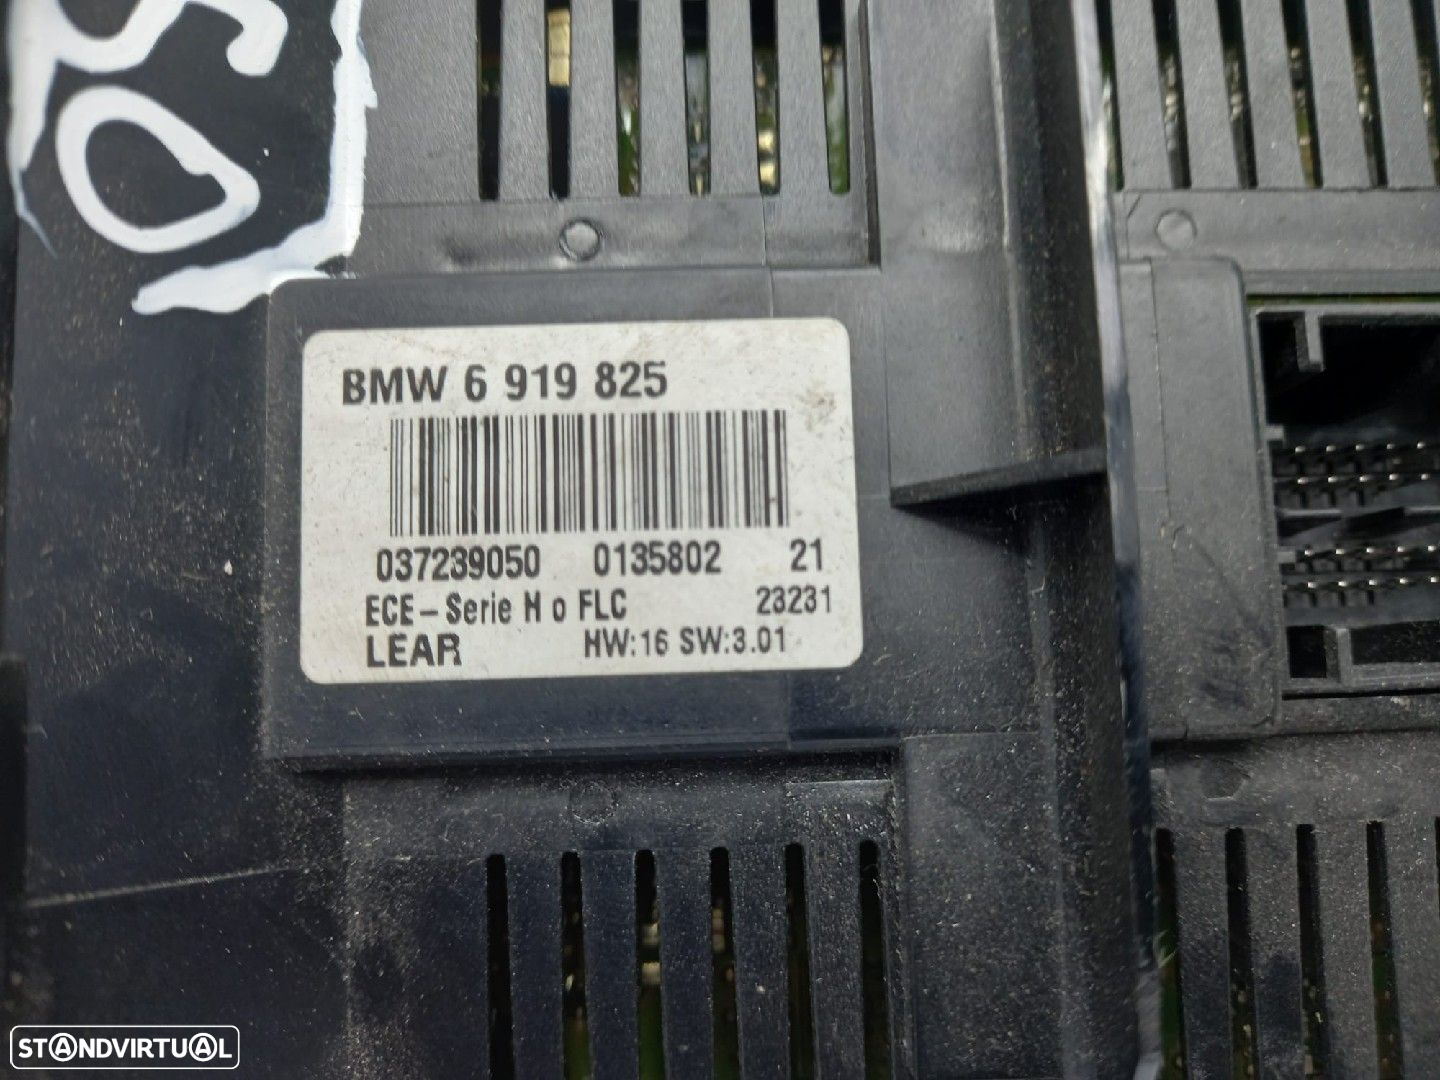 BMW 6 919 825
037239050 0135802 21
ECE-Serie H o FLC 23231
LEAR HW:16 SW:3.01
STANDVIRTUAL